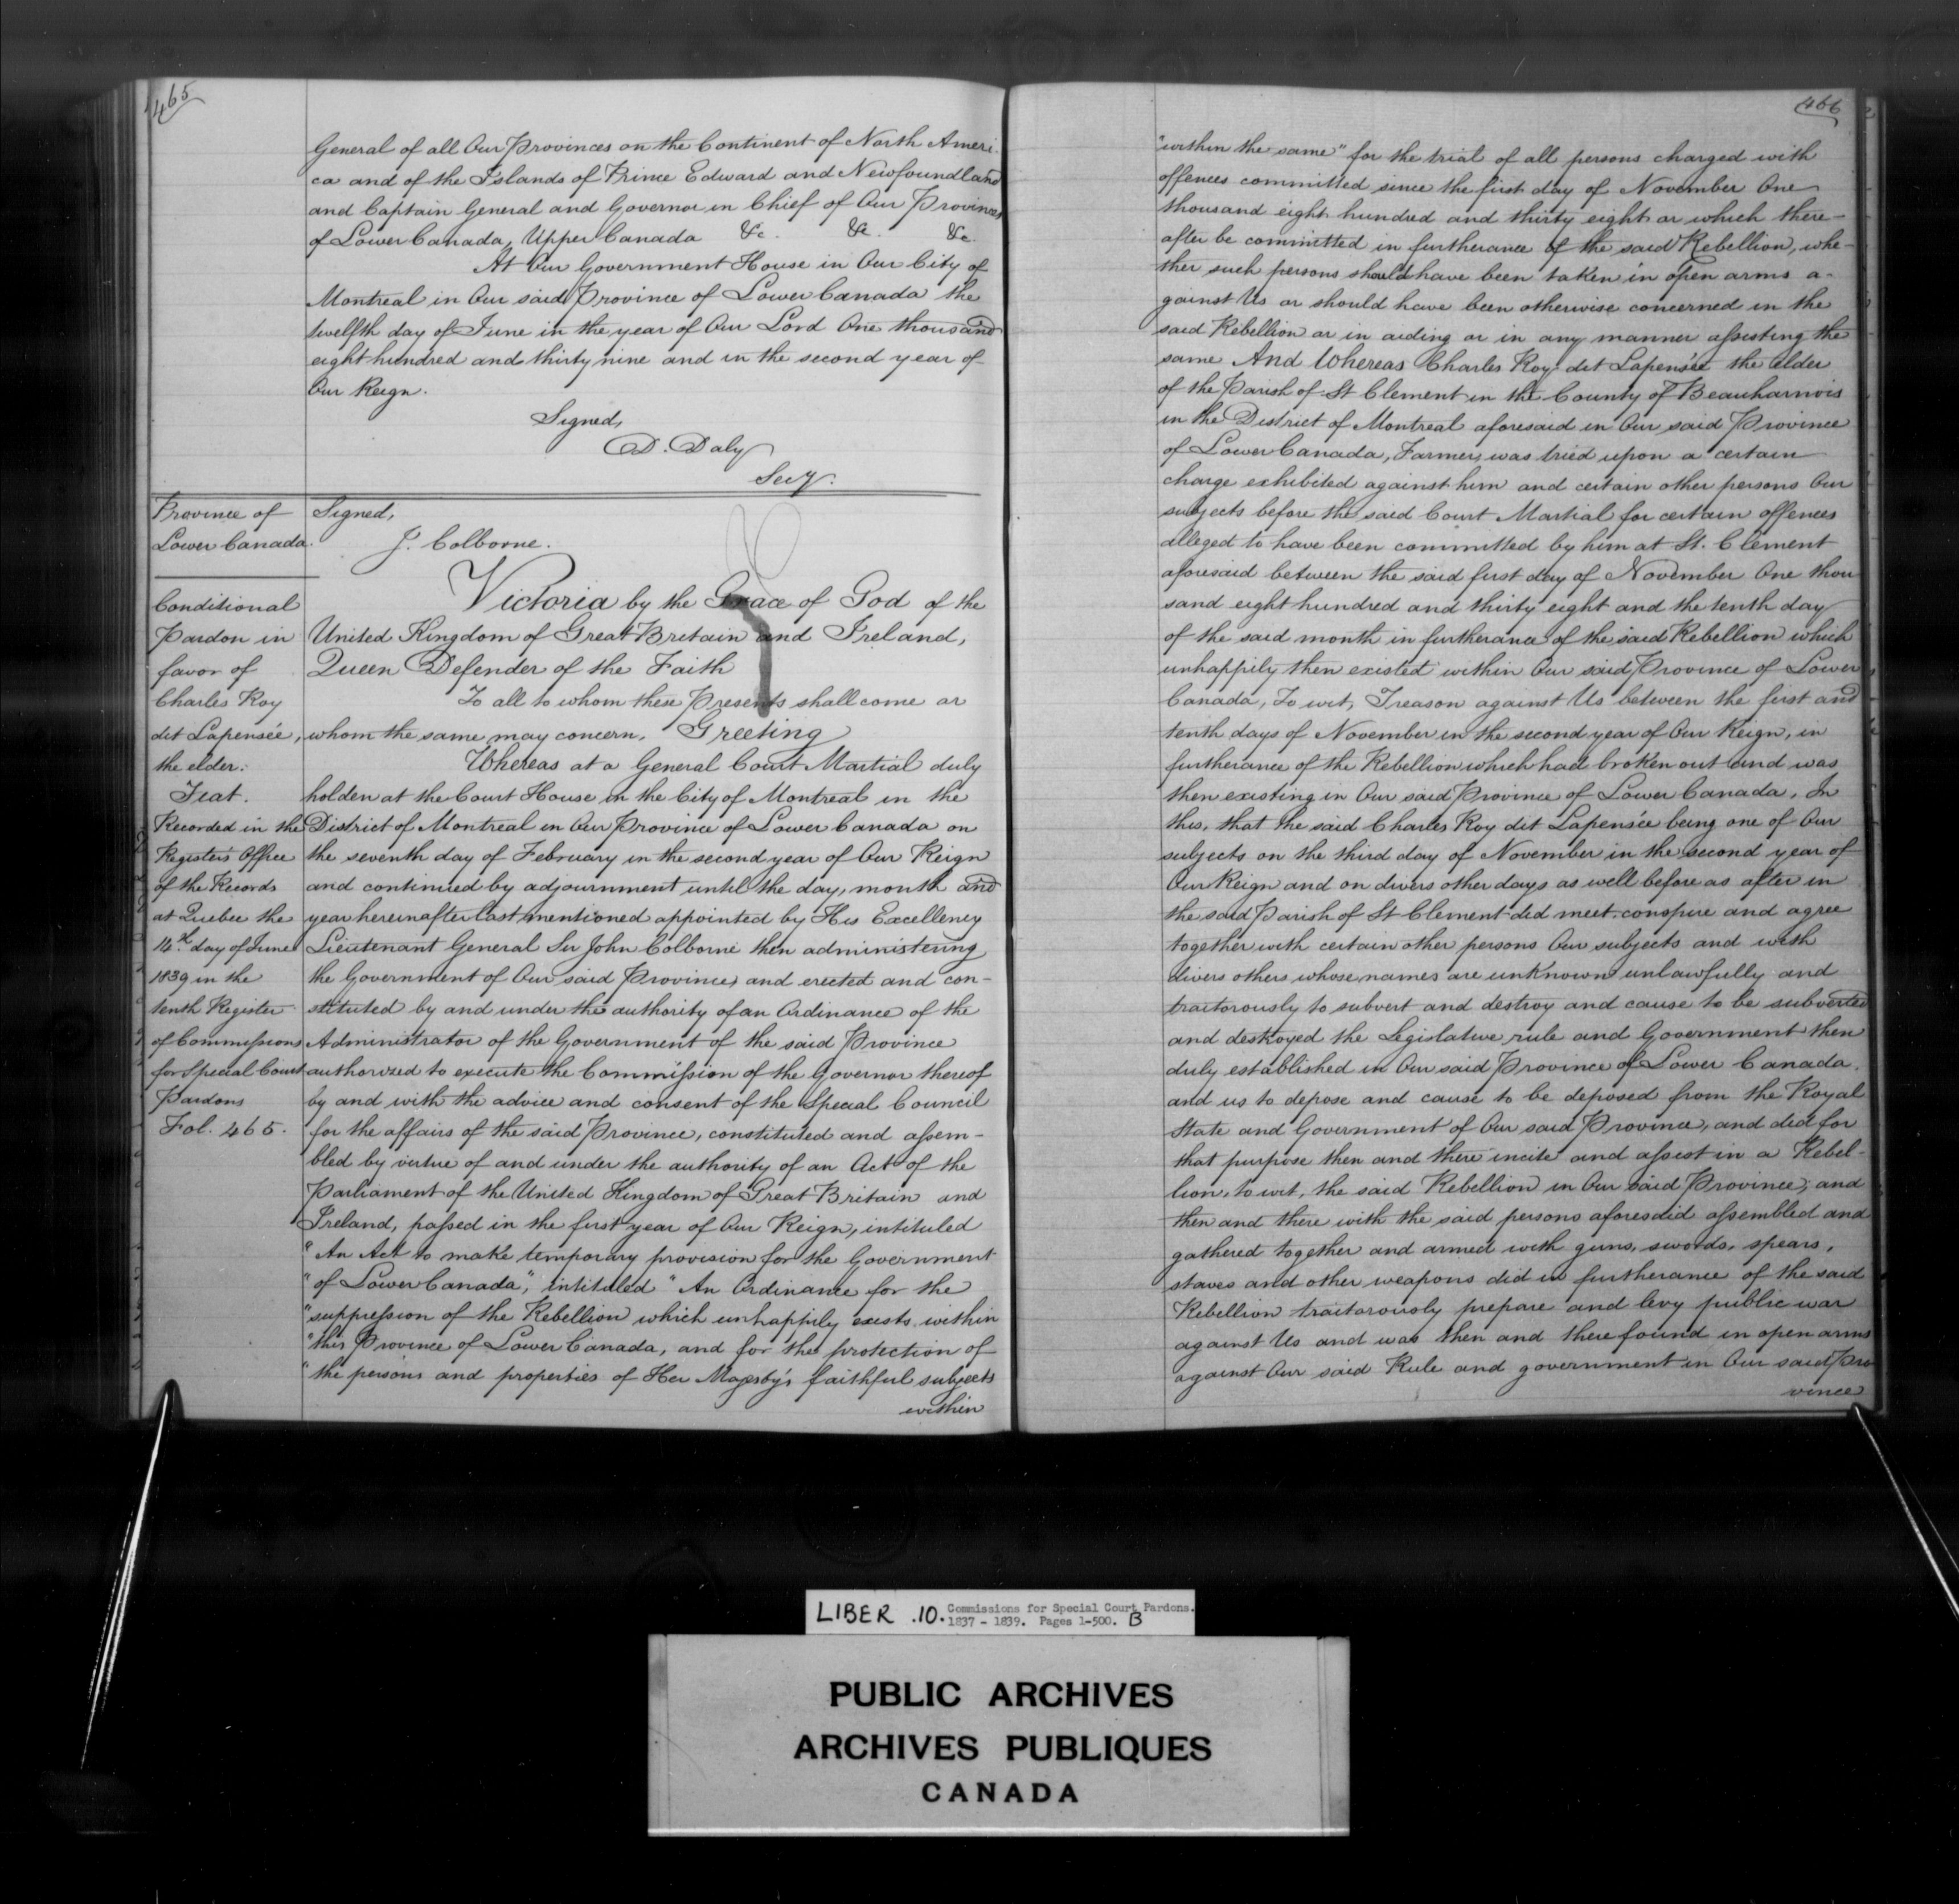 465
General of all Our Provinces on the Continent of North Ameri-
ca and of the Islands of Prince Edward and Newfoundland
and Captain General and Governor in Chief of Our Provinces
of Lower Canada, Upper Canada &c. &c. &c.
At Our Government House in Our City of
Montreal in Our said Province of Lower Canada the
twelfth day of June in the year of Our Lord One thousand
eight hundred and thirty nine and in the second year of
Our Reign.
Signed,
D. Daly
Secy.
Province of
Lower Canada.
Conditional
Pardon in
favor of
Charles Roy
dit Lapensée,
the elder.
Fiat.
Recorded in the
Register's Office
of the Records
at Quebec the
day of June
1839 in the
tenth Register
of Commissions
for Special Court
Pardons
Fol. 465.
Signed,
J. Colborne.
Victoria by the Grace of God of the
United Kingdom of Great Britain and Ireland,
Queen Defender of the Faith
To all to whom these Presents shall come or
whom the same may concern, Greeting
Whereas at a General Court Martial duly
holden at the Court House in the City of Montreal in the
District of Montreal in Our Province of Lower Canada on
the seventh day of February in the second year of Our Reign
and continued by adjournment until the day, month and
year hereinafter last mentioned appointed by His Excellency
Lieutenant General Sir John Colborne then administering
the Government of Our said Province, and erected and con-
stituted by and under the authority of an Ordinance of the
Administrator of the Government of the said Province
authorized to execute the Commission of the Governor thereof
by and with the advice and consent of the Special Council
for the affairs of the said Province, constituted and assem-
bled by virtue of and under the authority of an Act of the
Parliament of the United Kingdom of Great Britain and
Ireland, passed in the first year of Our Reign, intituled
"An Act to make temporary provision for the Government
"of Lower Canada," intituled "An Ordinance for the
"suppression of the Rebellion which unhappily exists within
"this Province of Lower Canada, and for the protection of
"the persons and properties of Her Majesty's faithful subjects
within
466
"within the same" for the trial of all persons charged with
offences committed since the first day of November One
thousand eight hundred and thirty eight or which there-
after be committed in furtherance of the said Rebellion, whe-
ther such persons should have been taken in open arms a-
gainst Us or should have been otherwise concerned in the
said Rebellion or in aiding or in any manner assisting the
same And Whereas Charles Roy dit Lapensée the elder
of the Parish of St Clement in the County of Beauharnois
in the District of Montreal aforesaid in Our said Province
of Lower Canada, Farmer, was tried upon a certain
charge exhibited against him and certain other persons Our
subjects before the said Court Martial for certain offences
alleged to have been committed by him at St. Clement
aforesaid between the said first day of November One thou
sand eight hundred and thirty eight and the tenth day
of the said month in furtherance of the said Rebellion which
unhappily then existed within Our said Province of Lower
Canada, To wit, Treason against Us between the first and
tenth days of November in the second year of Our Reign, in
furtherance of the Rebellion which had broken out and was
then existing in Our said Province of Lower Canada, In
this, that the said Charles Roy dit Lapensée being one of Our
subjects on the third day of November in the second year of
Our Reign and on divers other days as well before as after in
the said Parish of St Clement did meet, conspire and agree
together with certain other persons Our subjects and with
divers others whose names are unknown unlawfully and
traitorously to subvert and destroy and cause to be subverted
and destroyed the Legislative rule and Government then
duly established in Our said Province of Lower Canada.
and us to depose and cause to be deposed from the Royal
State and Government of Our said Province, and did for
that purpose then and there incite and assist in a Rebel-
lion, to wit, the said Rebellion in Our said Province; and
then and there with the said persons aforesaid assembled and
gathered together and armed with guns, swords, spears,
staves and other weapons did in furtherance of the said
Rebellion traitorously prepare and levy public war
against Us and was then and there found in open arms
against Our said Rule and government in Our said Pro
vince
LIBER .10. Commissions for Special Court Pardons.
1837 - 1839. Pages 1-500. B
PUBLIC ARCHIVES
ARCHIVES PUBLIQUES
CANADA